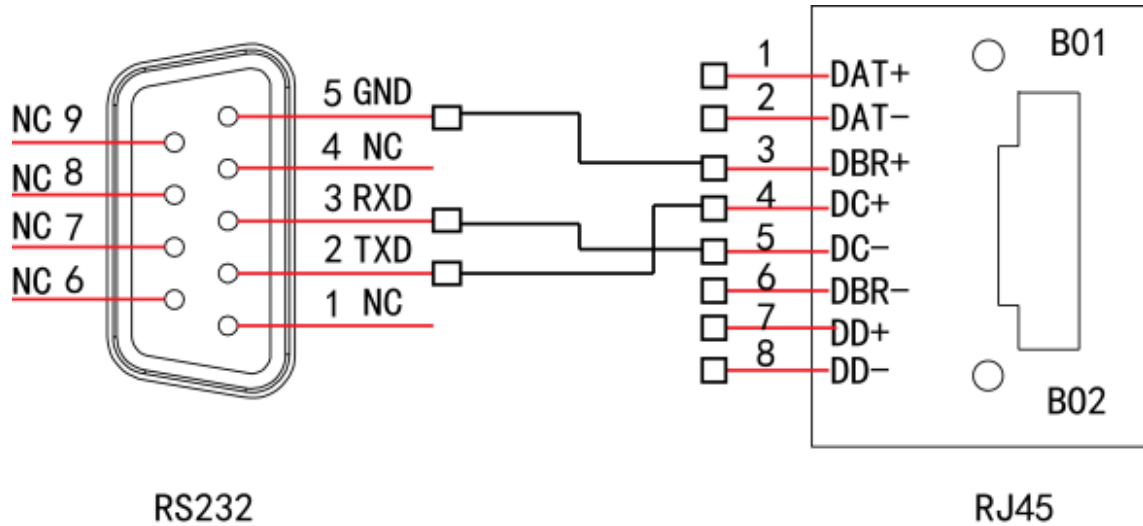 NC 9
NC 8
NC 7
NC 6
5 GND
4 NC
3 RXD
2 TXD
1 NC
RS232
1 DAT+
2 DAT-
3 DBR+
4 DC+
5 DC-
6 DBR-
7 DD+
8 DD-
B01
B02
RJ45